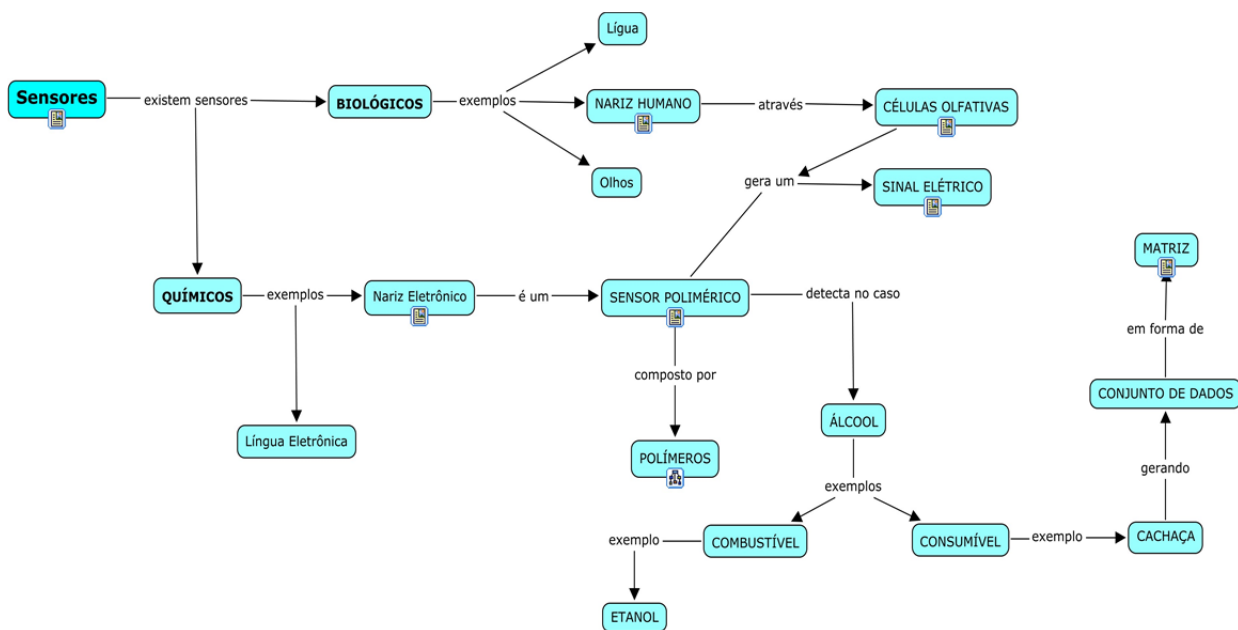 Lígua
Sensores
existem sensores
BIOLÓGICOS
exemplos
NARIZ HUMANO
através
CÉLULAS OLFATIVAS
Olhos
gera um
SINAL ELÉTRICO
MATRIZ
QUÍMICOS
exemplos
Nariz Eletrônico
é um
SENSOR POLIMÉRICO
detecta no caso
em forma de
composto por
CONJUNTO DE DADOS
Língua Eletrônica
ÁLCOOL
POLÍMEROS
gerando
exemplos
exemplo
COMBUSTÍVEL
CONSUMÍVEL
exemplo
CACHAÇA
ETANOL